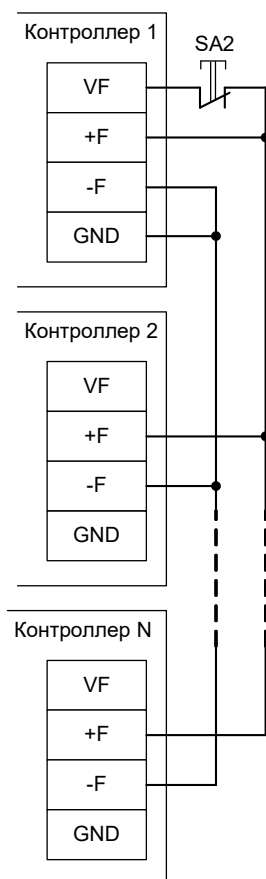 Контроллер 1
SA2
VF
+F
-F
GND
Контроллер 2
VF
+F
-F
GND
Контроллер N
VF
+F
-F
GND